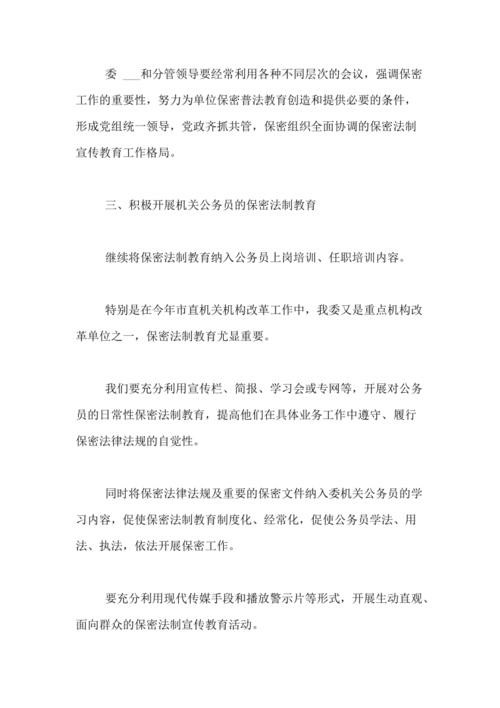 委 ___和分管领导要经常利用各种不同层次的会议，强调保密
工作的重要性，努力为单位保密普法教育创造和提供必要的条件，
形成党组统一领导，党政齐抓共管，保密组织全面协调的保密法制
宣传教育工作格局。
三、积极开展机关公务员的保密法制教育
继续将保密法制教育纳入公务员上岗培训、任职培训内容。
特别是在今年市直机关机构改革工作中，我委又是重点机构改
革单位之一，保密法制教育尤显重要。
我们要充分利用宣传栏、简报、学习会或专网等，开展对公务
员的日常性保密法制教育，提高他们在具体业务工作中遵守、履行
保密法律法规的自觉性。
同时将保密法律法规及重要的保密文件纳入委机关公务员的学
习内容，促使保密法制教育制度化、经常化，促使公务员学法、用
法、执法，依法开展保密工作。
要充分利用现代传媒手段和播放警示片等形式，开展生动直观、
面向群众的保密法制宣传教育活动。